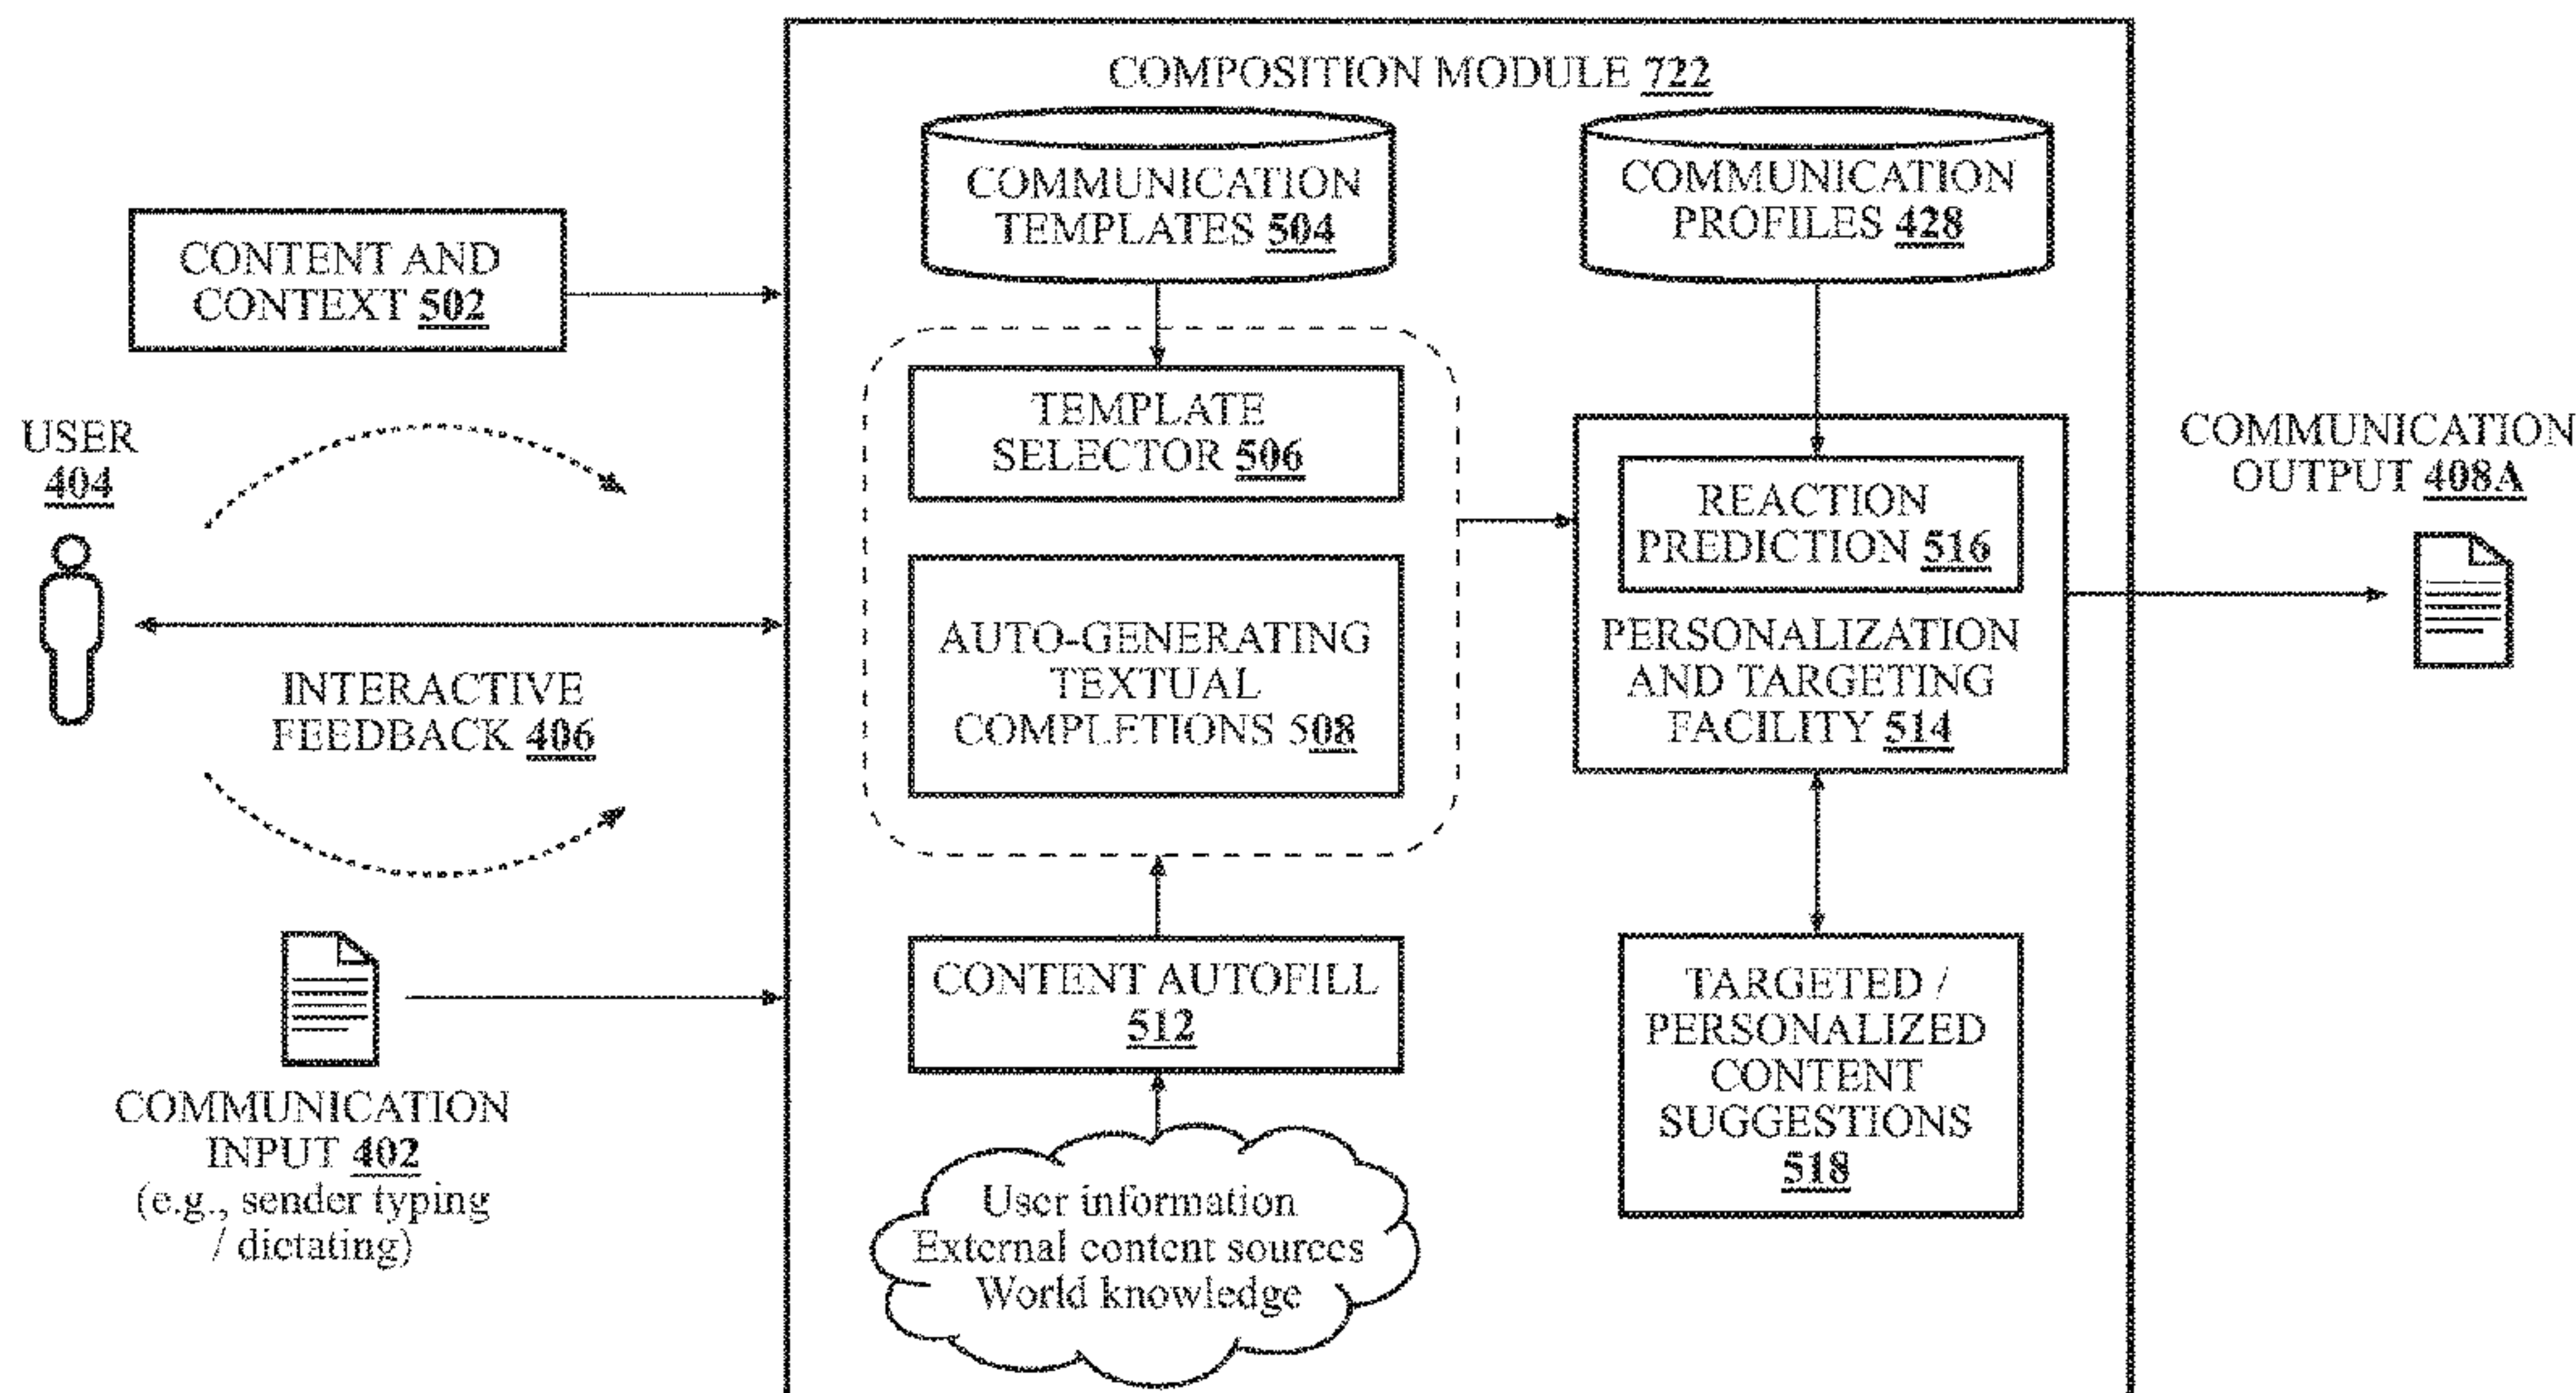 COMPOSITION MODULE 722
COMMUNICATION
TEMPLATES 504
COMMUNICATION
PROFILES 428
CONTENT AND
CONTEXT 502
TEMPLATE
SELECTOR 506
USER
404
COMMUNICATION
OUTPUT 408A
REACTION
PREDICTION 516
AUTO-GENERATING
TEXTUAL
COMPLETIONS 508
PERSONALIZATION
AND TARGETING
FACILITY 514
INTERACTIVE
FEEDBACK 406
CONTENT AUTOFILL
512
TARGETED /
PERSONALIZED
CONTENT
SUGGESTIONS
518
COMMUNICATION
INPUT 402
(e.g., sender typing
/ dictating)
User information
External content sources
World knowledge